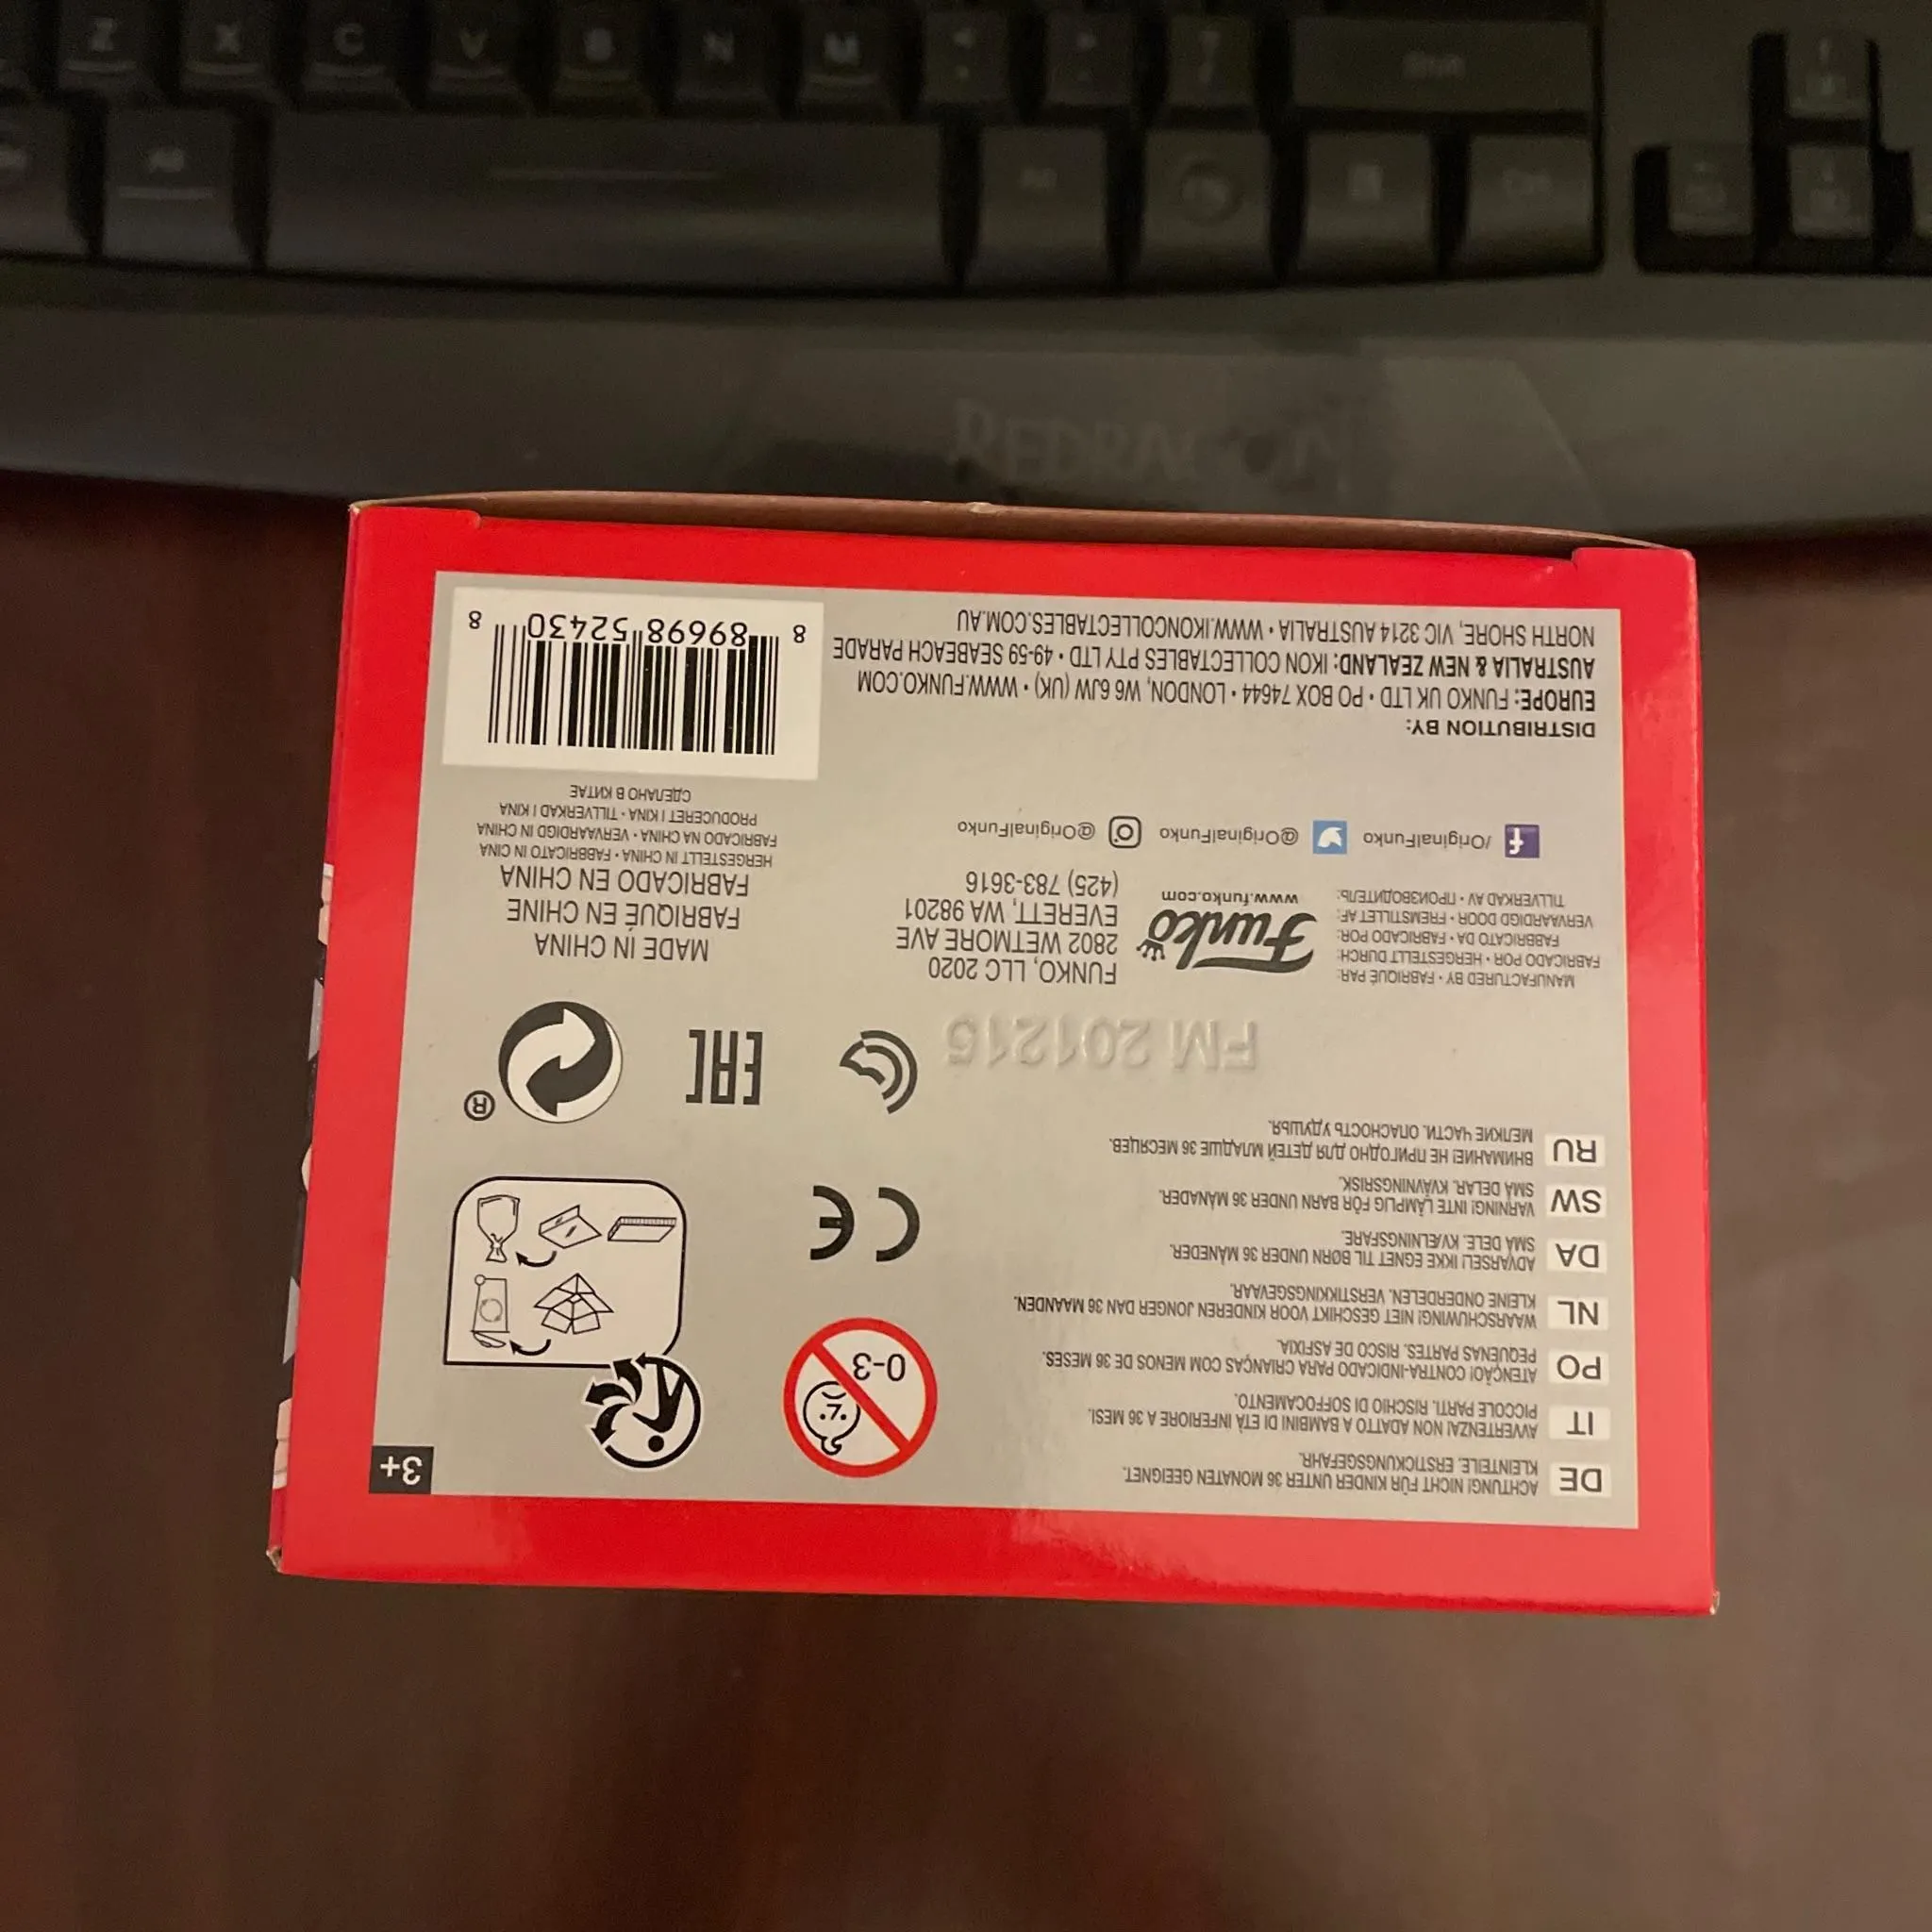 Z X C V B N M
Alt
Shift
Alt
Ctrl
REDRAGON
DE
ACHTUNG! NICHT FÜR KINDER UNTER 36 MONATEN GEEIGNET.
KLEINTEILE. ERSTICKUNGSGEFAHR.
IT
AVVERTENZA! NON ADATTO A BAMBINI DI ETÀ INFERIORE A 36 MESI.
PICCOLE PARTI. RISCHIO DI SOFFOCAMENTO.
PO
ATENÇÃO! CONTRA-INDICADO PARA CRIANÇAS COM MENOS DE 36 MESES.
PEQUENAS PARTES. RISCO DE ASFIXIA.
NL
WAARSCHUWING! NIET GESCHIKT VOOR KINDEREN JONGER DAN 36 MAANDEN.
KLEINE ONDERDELEN. VERSTIKKINGSGEVAAR.
DA
ADVARSEL! IKKE EGNET TIL BØRN UNDER 36 MÅNEDER.
SMÅ DELE. KVÆLNINGSFARE.
SW
VARNING! INTE LÄMPLIG FÖR BARN UNDER 36 MÅNADER.
SMÅ DELAR. KVÄVNINGSRISK.
RU
ВНИМАНИЕ! НЕ ПРИГОДНО ДЛЯ ДЕТЕЙ МЛАДШЕ 36 МЕСЯЦЕВ.
МЕЛКИЕ ЧАСТИ. ОПАСНОСТЬ УДУШЬЯ.
0-3
3+
CE
EAC
®
FM 201215
MANUFACTURED BY • FABRIQUÉ PAR:
FABRICADO POR • HERGESTELLT DURCH:
FABBRICATO DA • FABRICADO POR:
VERVAARDIGD DOOR • FREMSTILLET AF:
TILLVERKAD AV • ПРОИЗВОДИТЕЛЬ:
Funko
www.funko.com
FUNKO, LLC 2020
2802 WETMORE AVE
EVERETT, WA 98201
(425) 783-3616
MADE IN CHINA
FABRIQUÉ EN CHINE
FABRICADO EN CHINA
HERGESTELLT IN CHINA • FABBRICATO IN CINA
FABRICADO NA CHINA • VERVAARDIGD IN CHINA
PRODUCERET I KINA • TILLVERKAD I KINA
СДЕЛАНО В КИТАЕ
/OriginalFunko @OriginalFunko @OriginalFunko
DISTRIBUTION BY:
EUROPE: FUNKO UK LTD • PO BOX 74644 • LONDON, W6 6JW (UK) • WWW.FUNKO.COM
AUSTRALIA & NEW ZEALAND: IKON COLLECTABLES PTY LTD • 49-59 SEABEACH PARADE
NORTH SHORE, VIC 3214 AUSTRALIA • WWW.IKONCOLLECTABLES.COM.AU
8 89698 52430 8